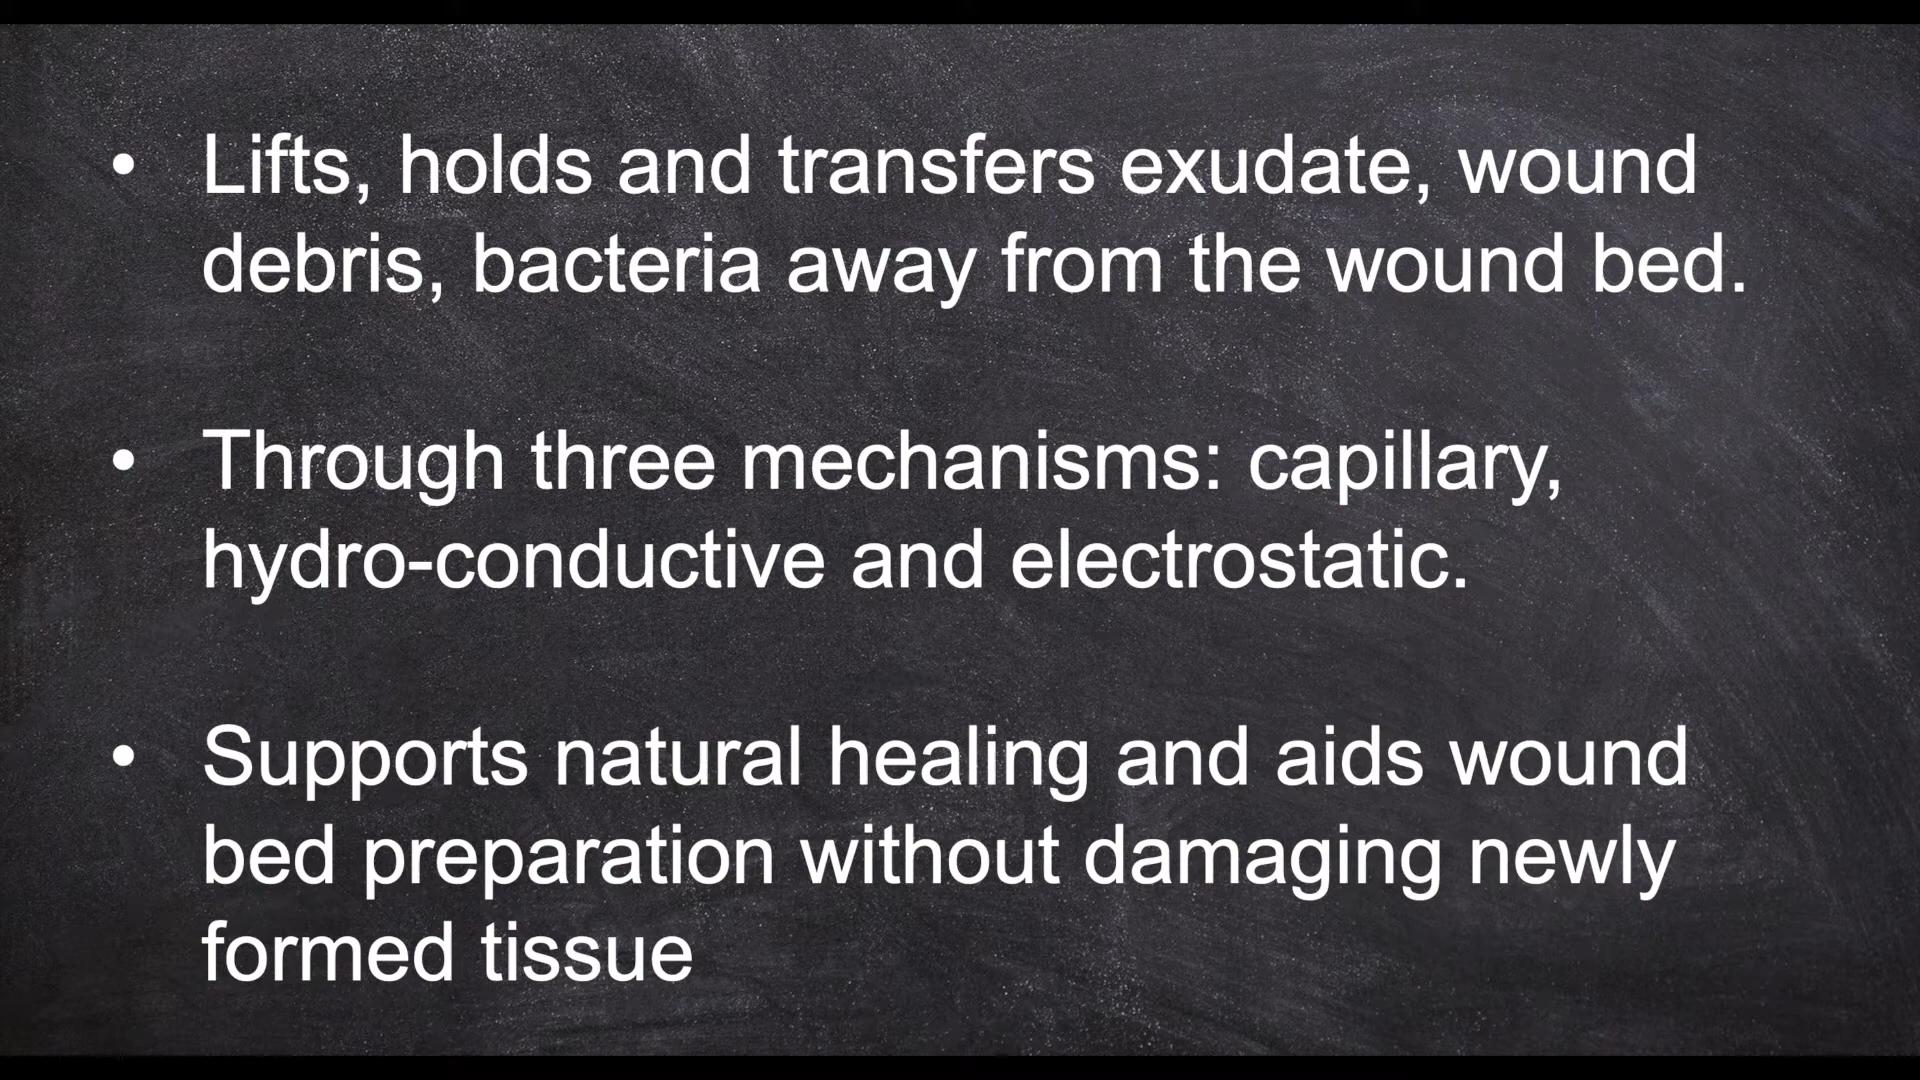 • Lifts, holds and transfers exudate, wound
debris, bacteria away from the wound bed.
• Through three mechanisms: capillary,
hydro-conductive and electrostatic.
• Supports natural healing and aids wound
bed preparation without damaging newly
formed tissue